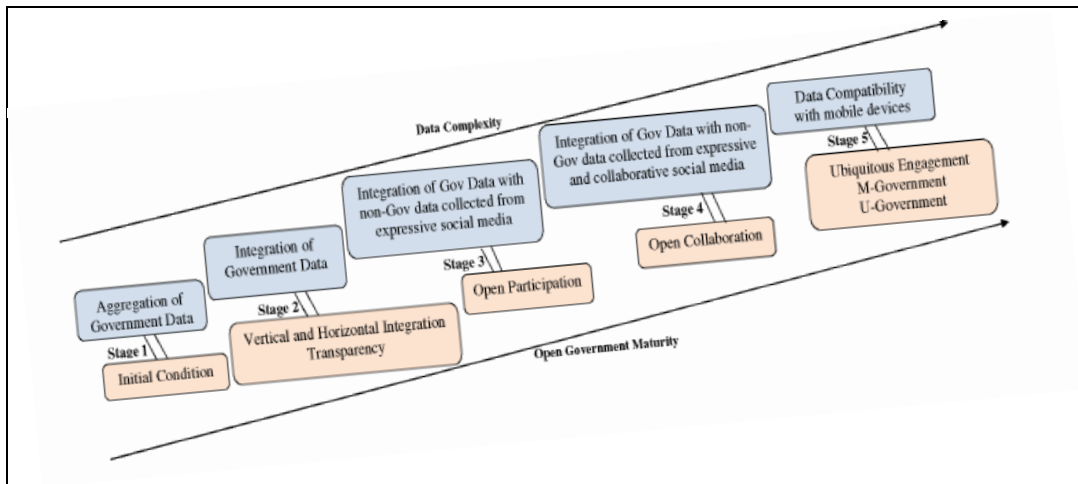 Data Complexity
Aggregation of
Government Data
Stage 1
Initial Condition
Integration of
Government Data
Stage 2
Vertical and Horizontal Integration
Transparency
Integration of Gov Data with
non-Gov data collected from
expressive social media
Stage 3
Open Participation
Integration of Gov Data with non-
Gov data collected from expressive
and collaborative social media
Stage 4
Open Collaboration
Data Compatibility
with mobile devices
Stage 5
Ubiquitous Engagement
M-Government
U-Government
Open Government Maturity